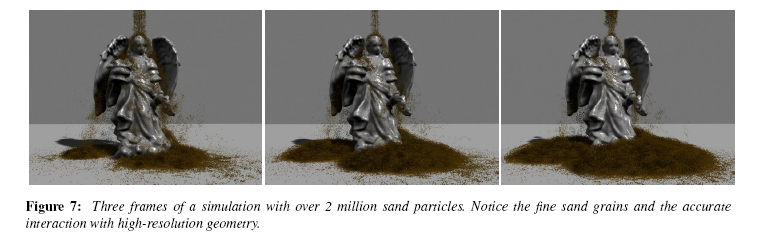 Figure 7: Three frames of a simulation with over 2 million sand particles. Notice the fine sand grains and the accurate
interaction with high-resolution geometry.